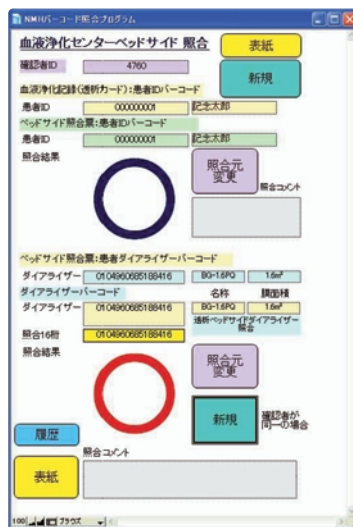 NMHバーコード照合プログラム
血液浄化センターベッドサイド 照合
表紙
確認者ID 4760
新規
血液浄化記録(透析カード):患者IDバーコード
患者ID 000000001 記念太郎
ベッドサイド照合票:患者IDバーコード
患者ID 000000001 記念太郎
照合結果
照合元
変更
照合コメント
ベッドサイド照合票:患者ダイアライザーバーコード
ダイアライザー 0104960685188416 BG-1.6PQ 1.6m²
ダイアライザーバーコード 名称 膜面積
ダイアライザー BG-1.6PQ 1.6m²
透析ベッドサイドダイアライザー
照合
照合16桁 0104960685188416
照合結果
照合元
変更
新規
確認者が
同一の場合
履歴
照合コメント
表紙
100 ブラウズ